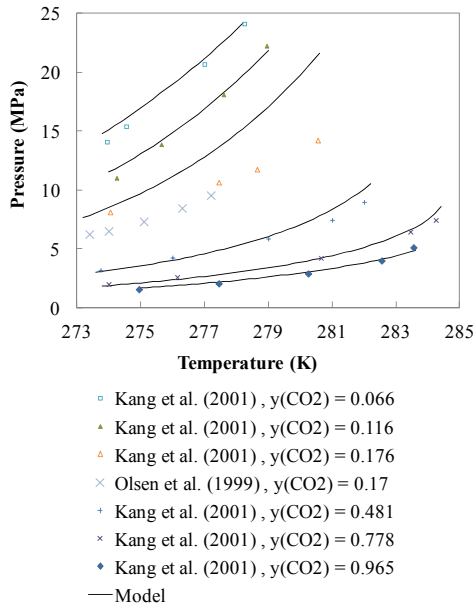 25
20
15
10
5
0
Pressure (MPa)
273 275 277 279 281 283 285
Temperature (K)
Kang et al. (2001) , y(CO2) = 0.066
Kang et al. (2001) , y(CO2) = 0.116
Kang et al. (2001) , y(CO2) = 0.176
Olsen et al. (1999) , y(CO2) = 0.17
Kang et al. (2001) , y(CO2) = 0.481
Kang et al. (2001) , y(CO2) = 0.778
Kang et al. (2001) , y(CO2) = 0.965
Model